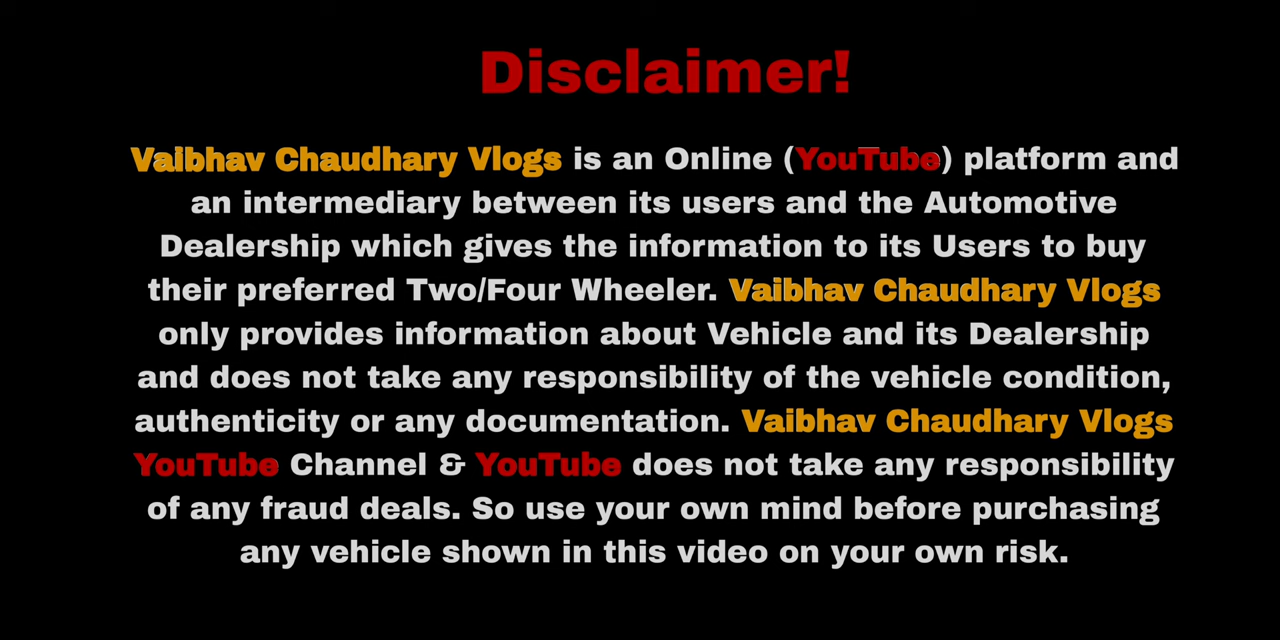 Disclaimer!
Vaibhav Chaudhary Vlogs is an Online (YouTube) platform and
an intermediary between its users and the Automotive
Dealership which gives the information to its Users to buy
their preferred Two/Four Wheeler. Vaibhav Chaudhary Vlogs
only provides information about Vehicle and its Dealership
and does not take any responsibility of the vehicle condition,
authenticity or any documentation. Vaibhav Chaudhary Vlogs
YouTube Channel & YouTube does not take any responsibility
of any fraud deals. So use your own mind before purchasing
any vehicle shown in this video on your own risk.